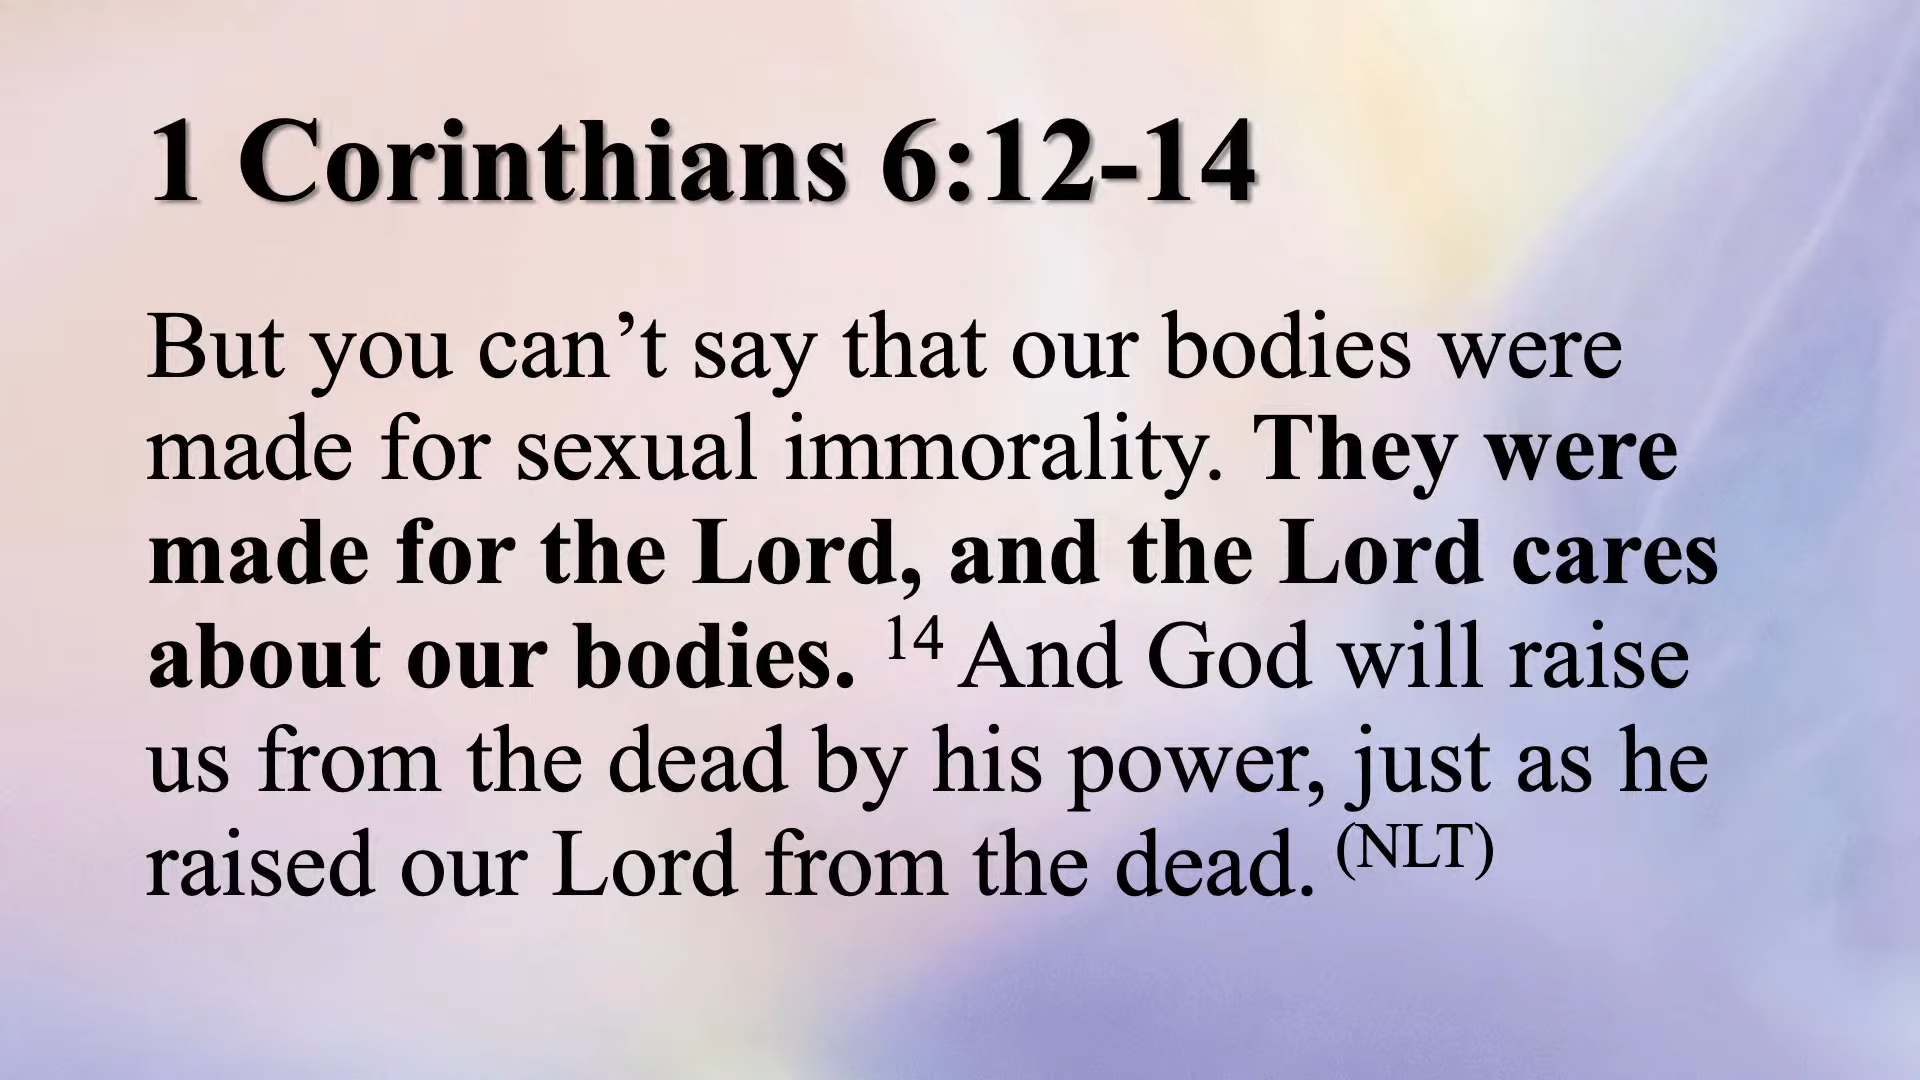 1 Corinthians 6:12-14
But you can’t say that our bodies were
made for sexual immorality. They were
made for the Lord, and the Lord cares
about our bodies. 14 And God will raise
us from the dead by his power, just as he
raised our Lord from the dead. (NLT)